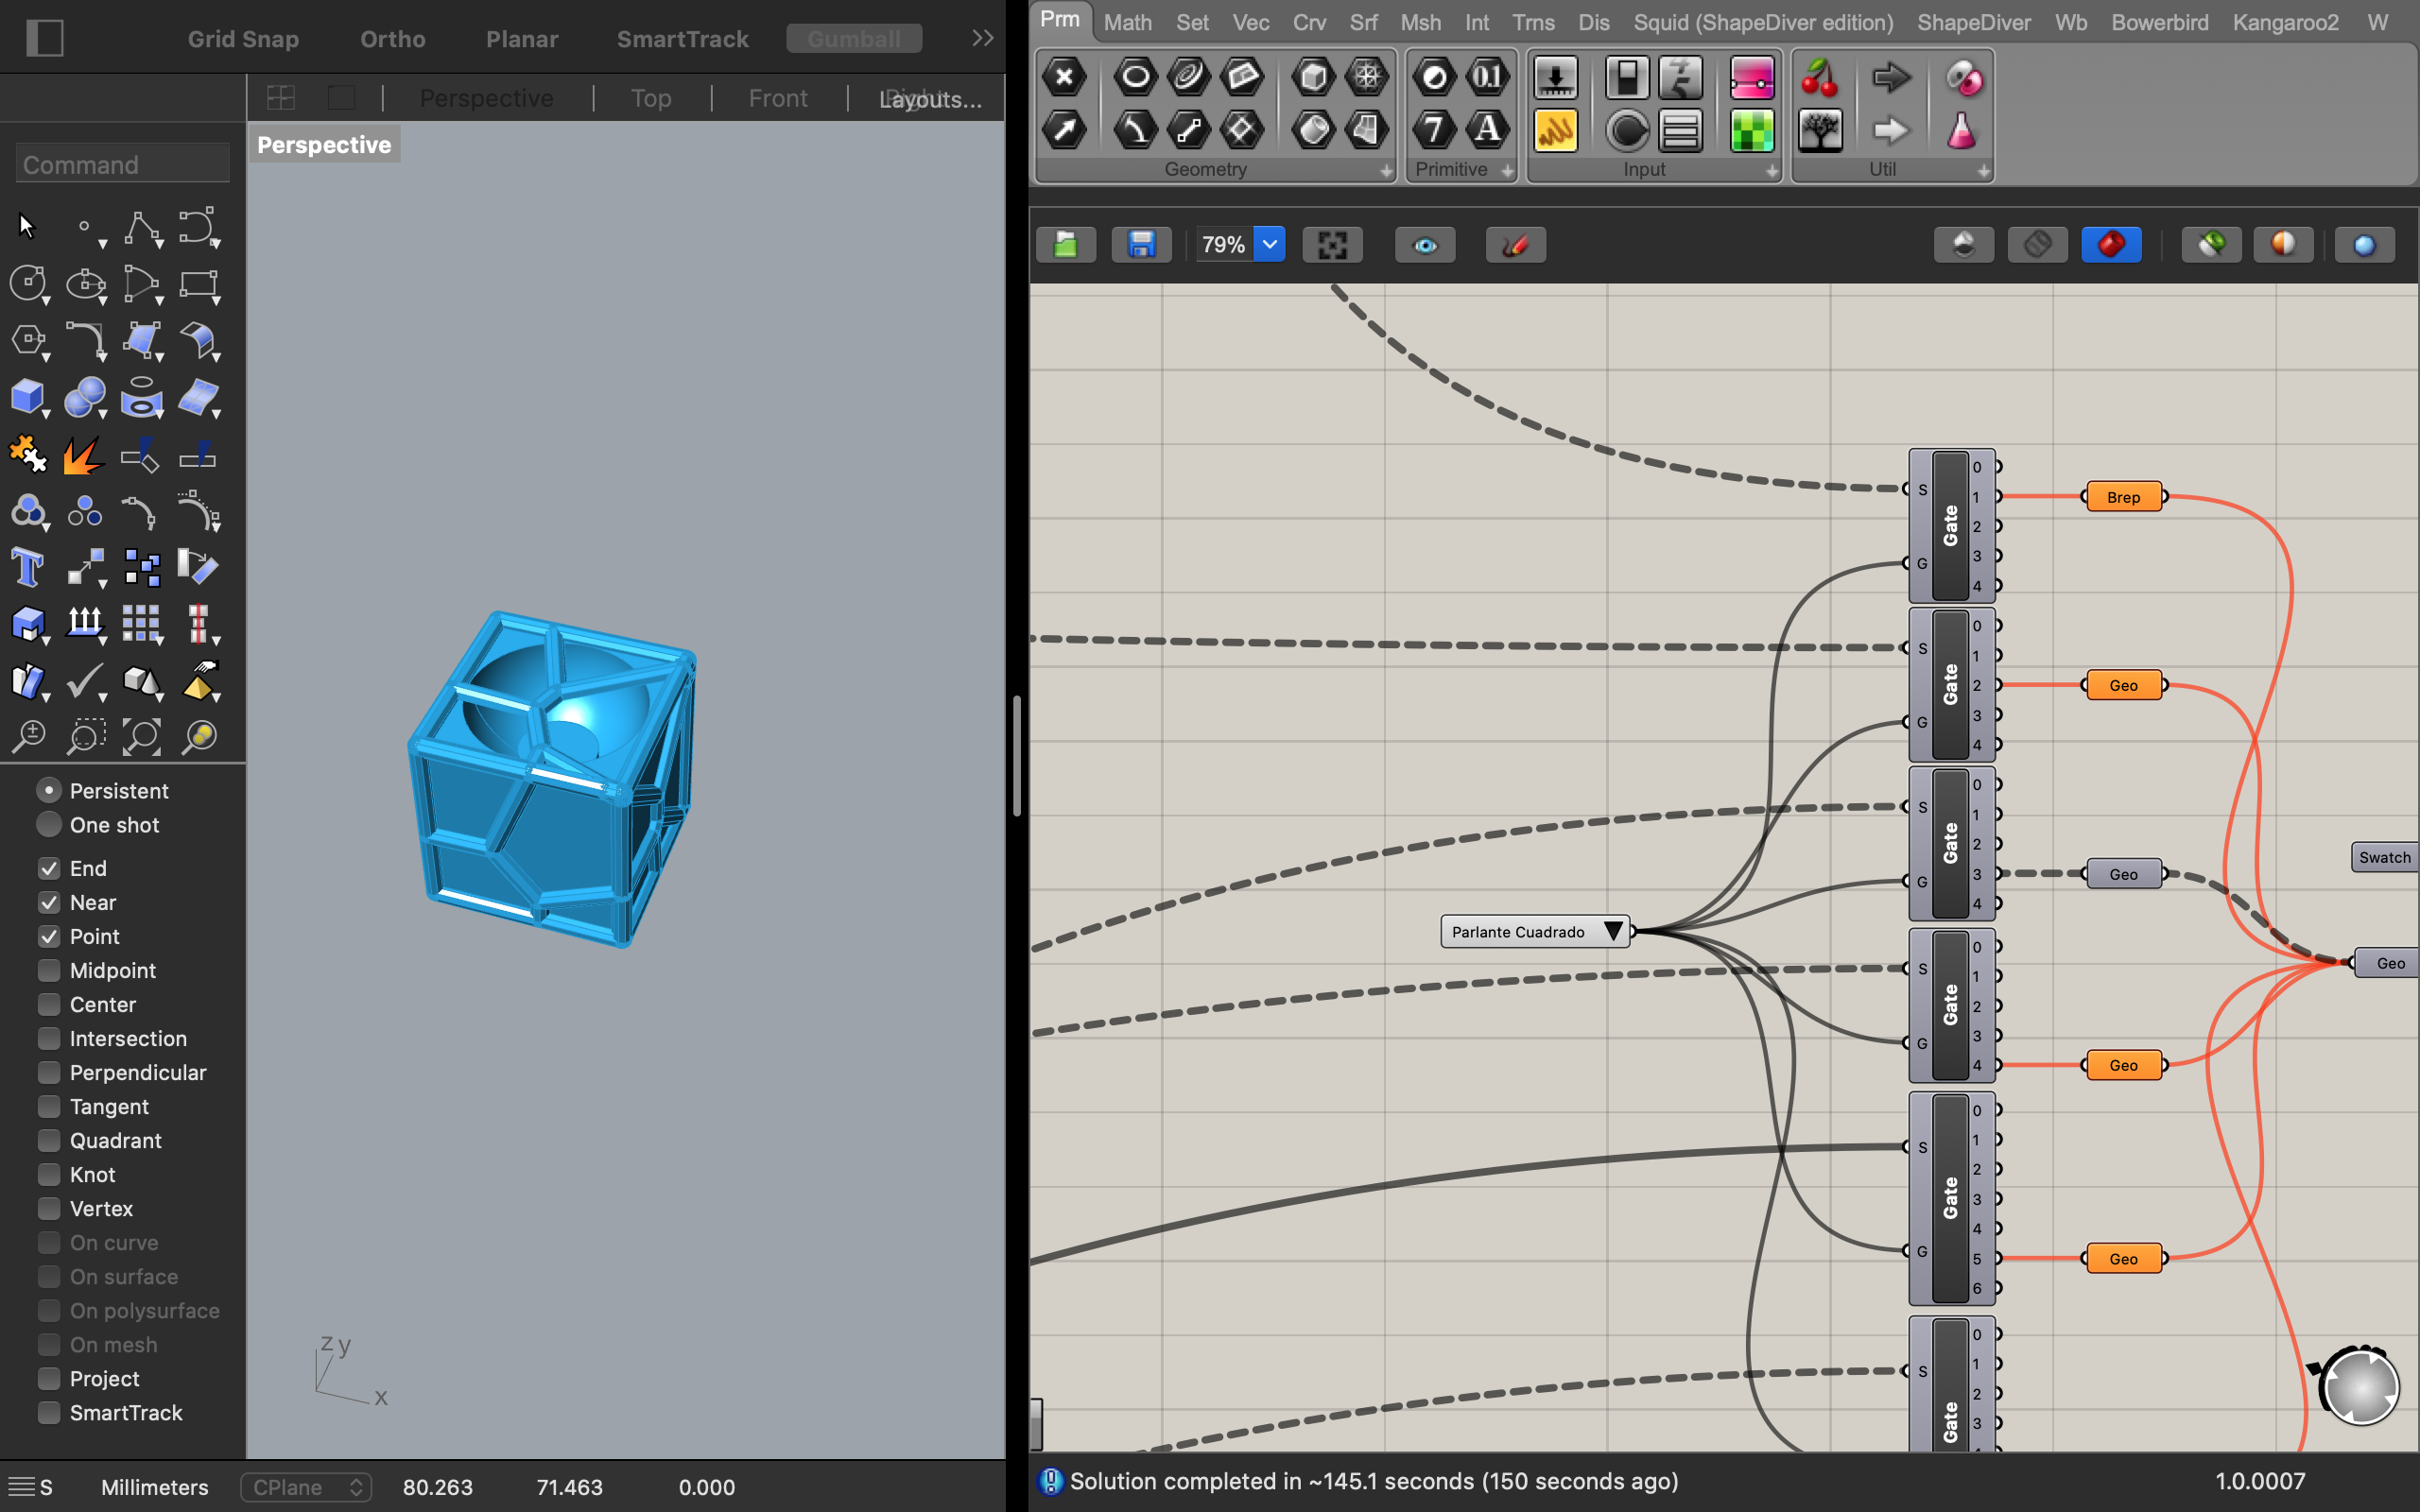 Grid Snap Ortho Planar SmartTrack Gumball
Perspective Top Front Layouts...
Perspective
Command
Persistent
One shot
End
Near
Point
Midpoint
Center
Intersection
Perpendicular
Tangent
Quadrant
Knot
Vertex
On curve
On surface
On polysurface
On mesh
Project
SmartTrack
z y
x
S Millimeters CPlane 80.263 71.463 0.000
Prm Math Set Vec Crv Srf Msh Int Trns Dis Squid (ShapeDiver edition) ShapeDiver Wb Bowerbird Kangaroo2 W
Geometry Primitive Input Util
79%
S
G
Gate
0
1
2
3
4
Brep
S
G
Gate
0
1
2
3
4
Geo
S
G
Gate
0
1
2
3
4
Geo
Swatch
Parlante Cuadrado
Geo
S
G
Gate
0
1
2
3
4
Geo
S
G
Gate
0
1
2
3
4
5
6
Geo
S
Gate
0
1
2
3
Solution completed in ~145.1 seconds (150 seconds ago)
1.0.0007